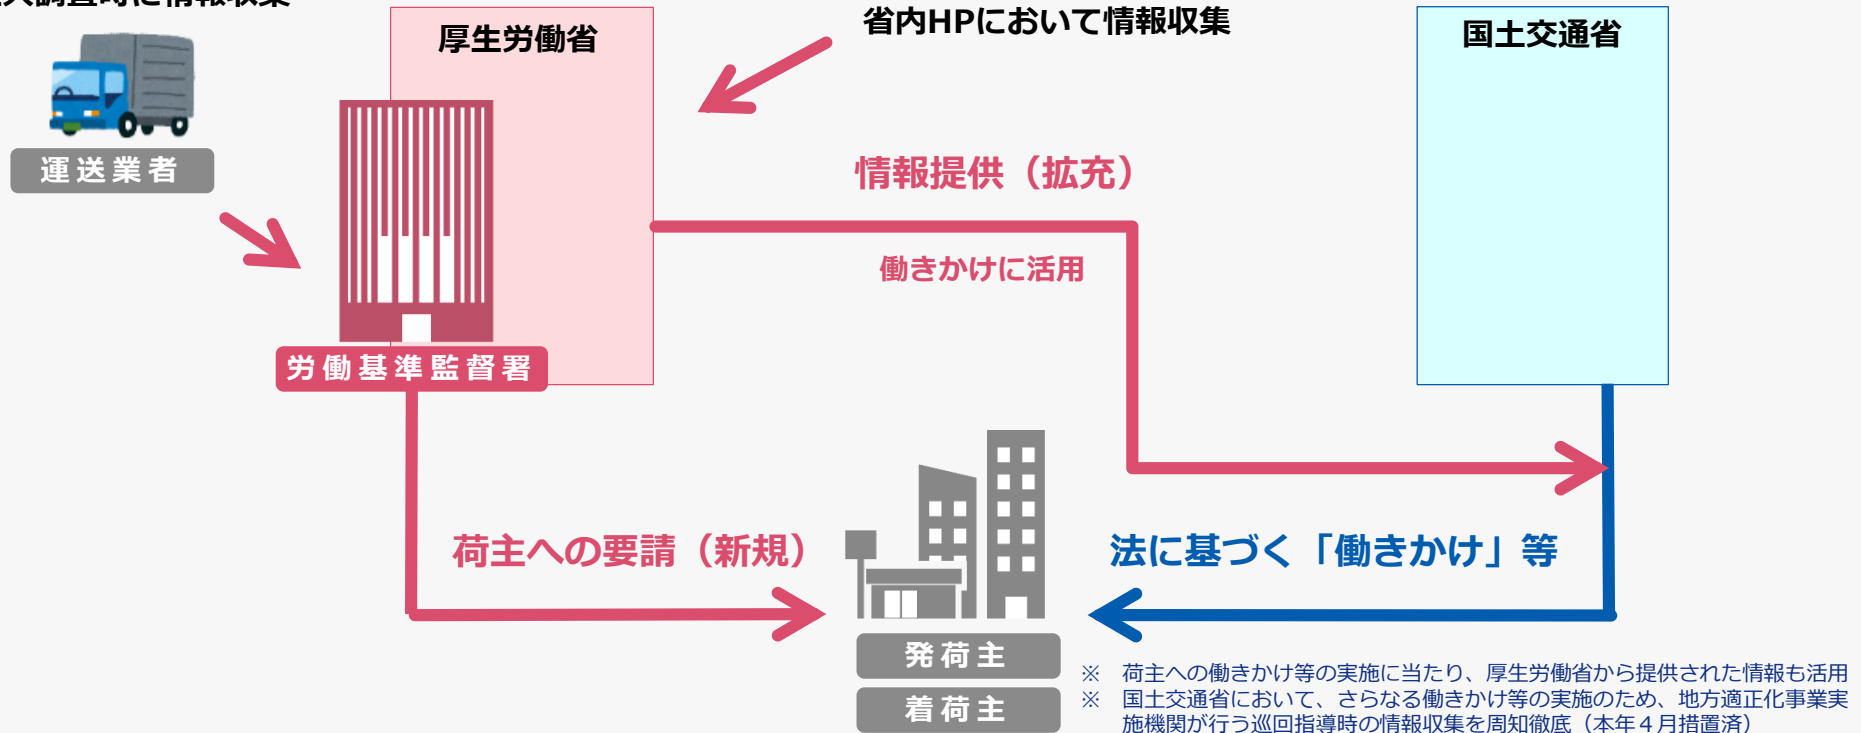 調査時に情報収集
省内HPにおいて情報収集
厚生労働省
国土交通省
運送業者
情報提供（拡充）
働きかけに活用
労働基準監督署
荷主への要請（新規）
法に基づく「働きかけ」等
発荷主
着荷主
※　荷主への働きかけ等の実施に当たり、厚生労働省から提供された情報も活用
※　国土交通省において、さらなる働きかけ等の実施のため、地方適正化事業実
施機関が行う巡回指導時の情報収集を周知徹底（本年４月措置済）